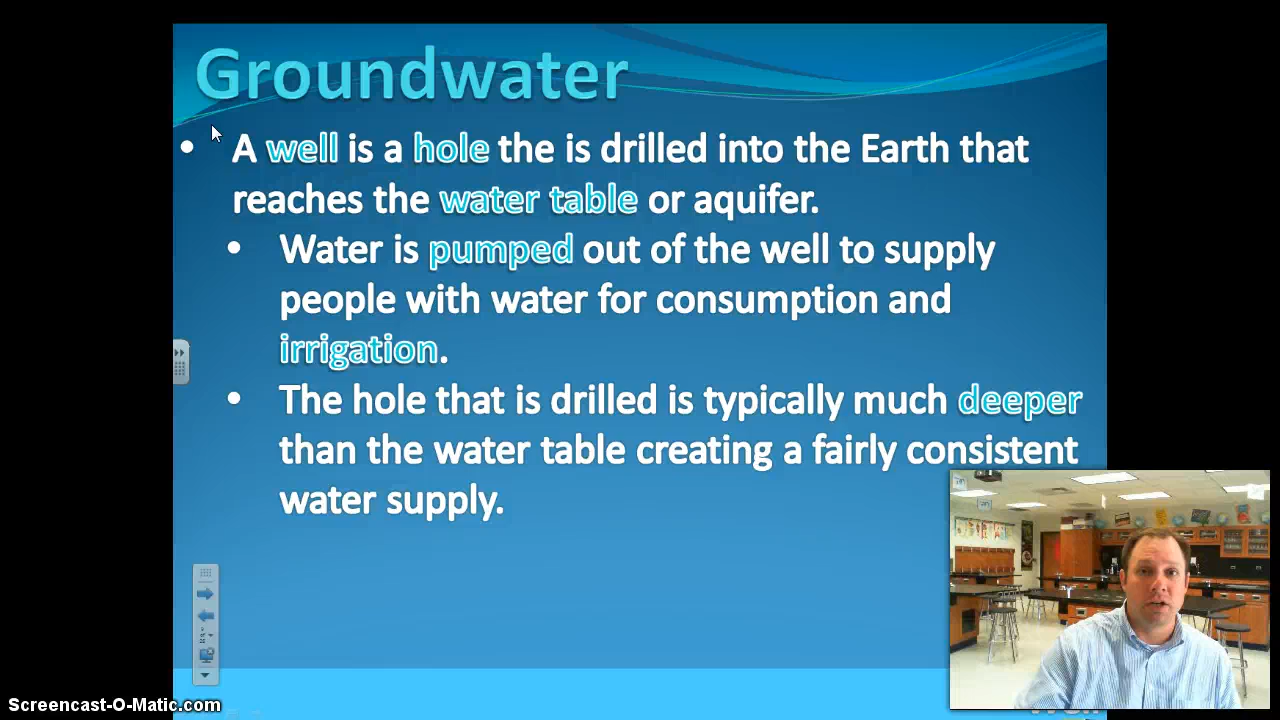 Groundwater
• A well is a hole the is drilled into the Earth that
reaches the water table or aquifer.
• Water is pumped out of the well to supply
people with water for consumption and
irrigation.
• The hole that is drilled is typically much deeper
than the water table creating a fairly consistent
water supply.
Screencast-O-Matic.com